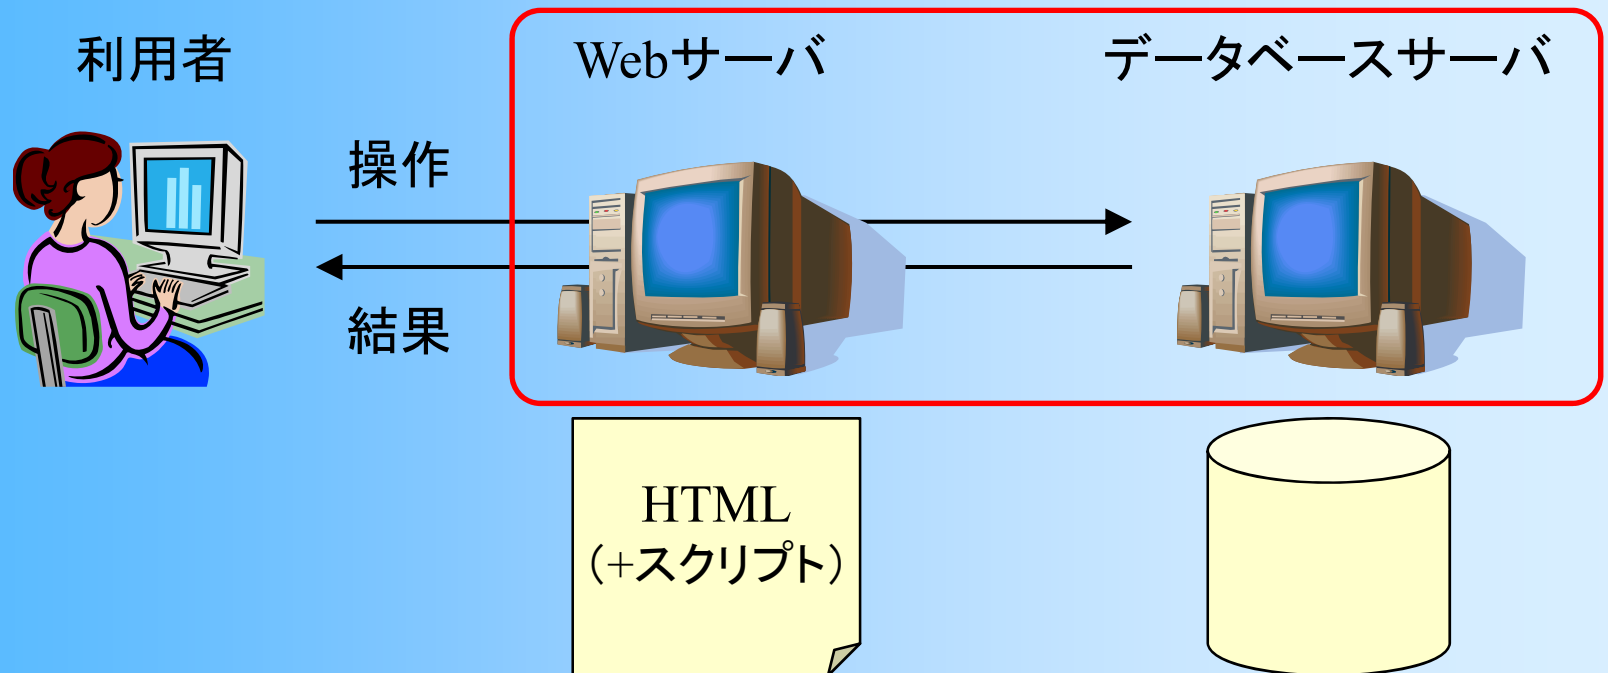 利用者
Webサーバ
データベースサーバ
操作
結果
HTML
(+スクリプト)